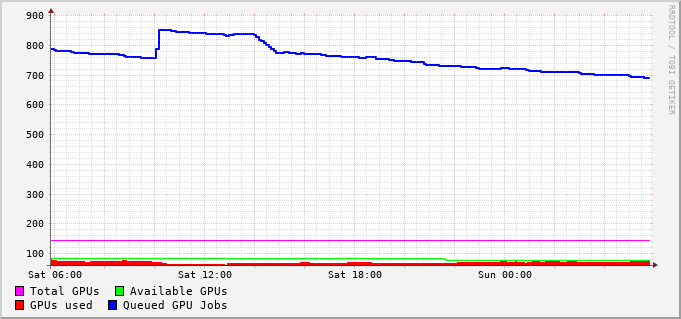 900
800
700
600
500
400
300
200
100
Sat 06:00 Sat 12:00 Sat 18:00 Sun 00:00
Total GPUs Available GPUs
GPUs used Queued GPU Jobs
RRDTOOL / TOBI OETIKER